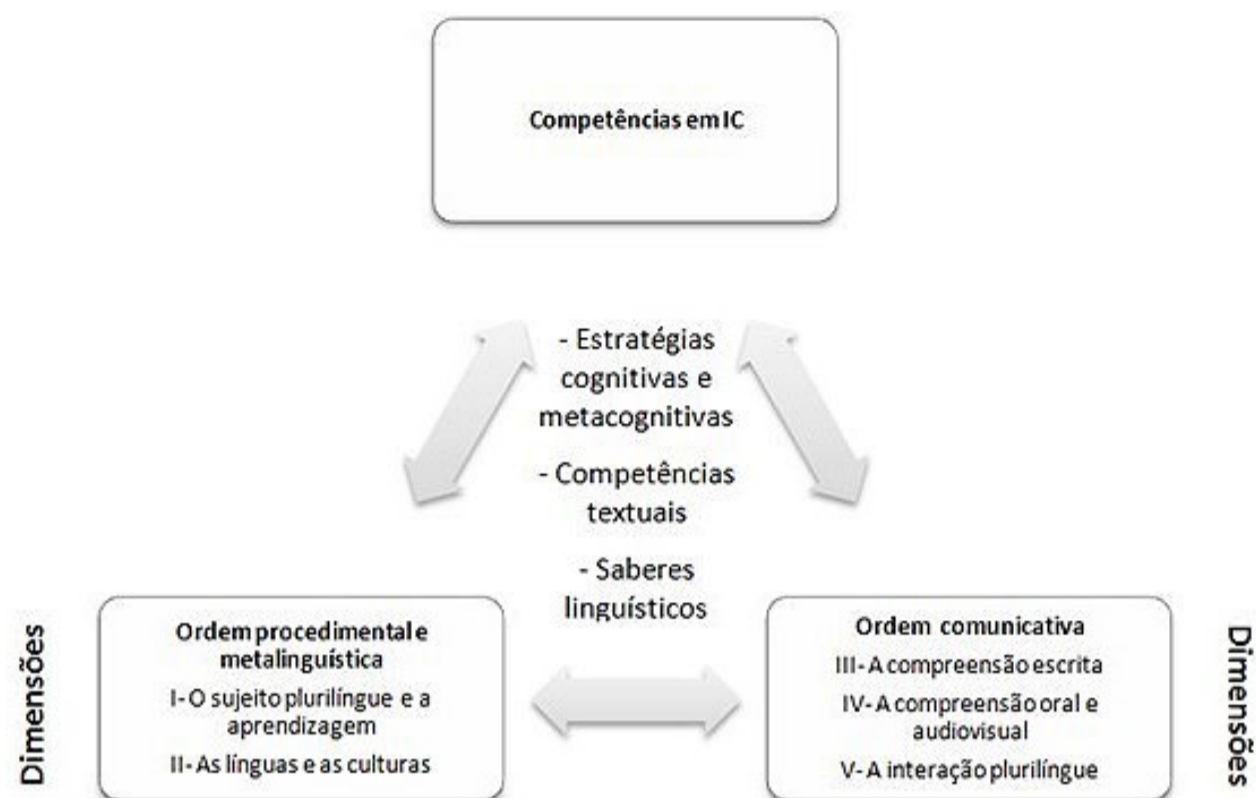 Competências em IC
- Estratégias
cognitivas e
metacognitivas
- Competências
textuais
- Saberes
linguísticos
Dimensões
Ordem procedimental e
metalinguística
I- O sujeito plurilíngue e a
aprendizagem
II- As línguas e as culturas
Ordem comunicativa
III- A compreensão escrita
IV- A compreensão oral e
audiovisual
V- A interação plurilíngue
Dimensões